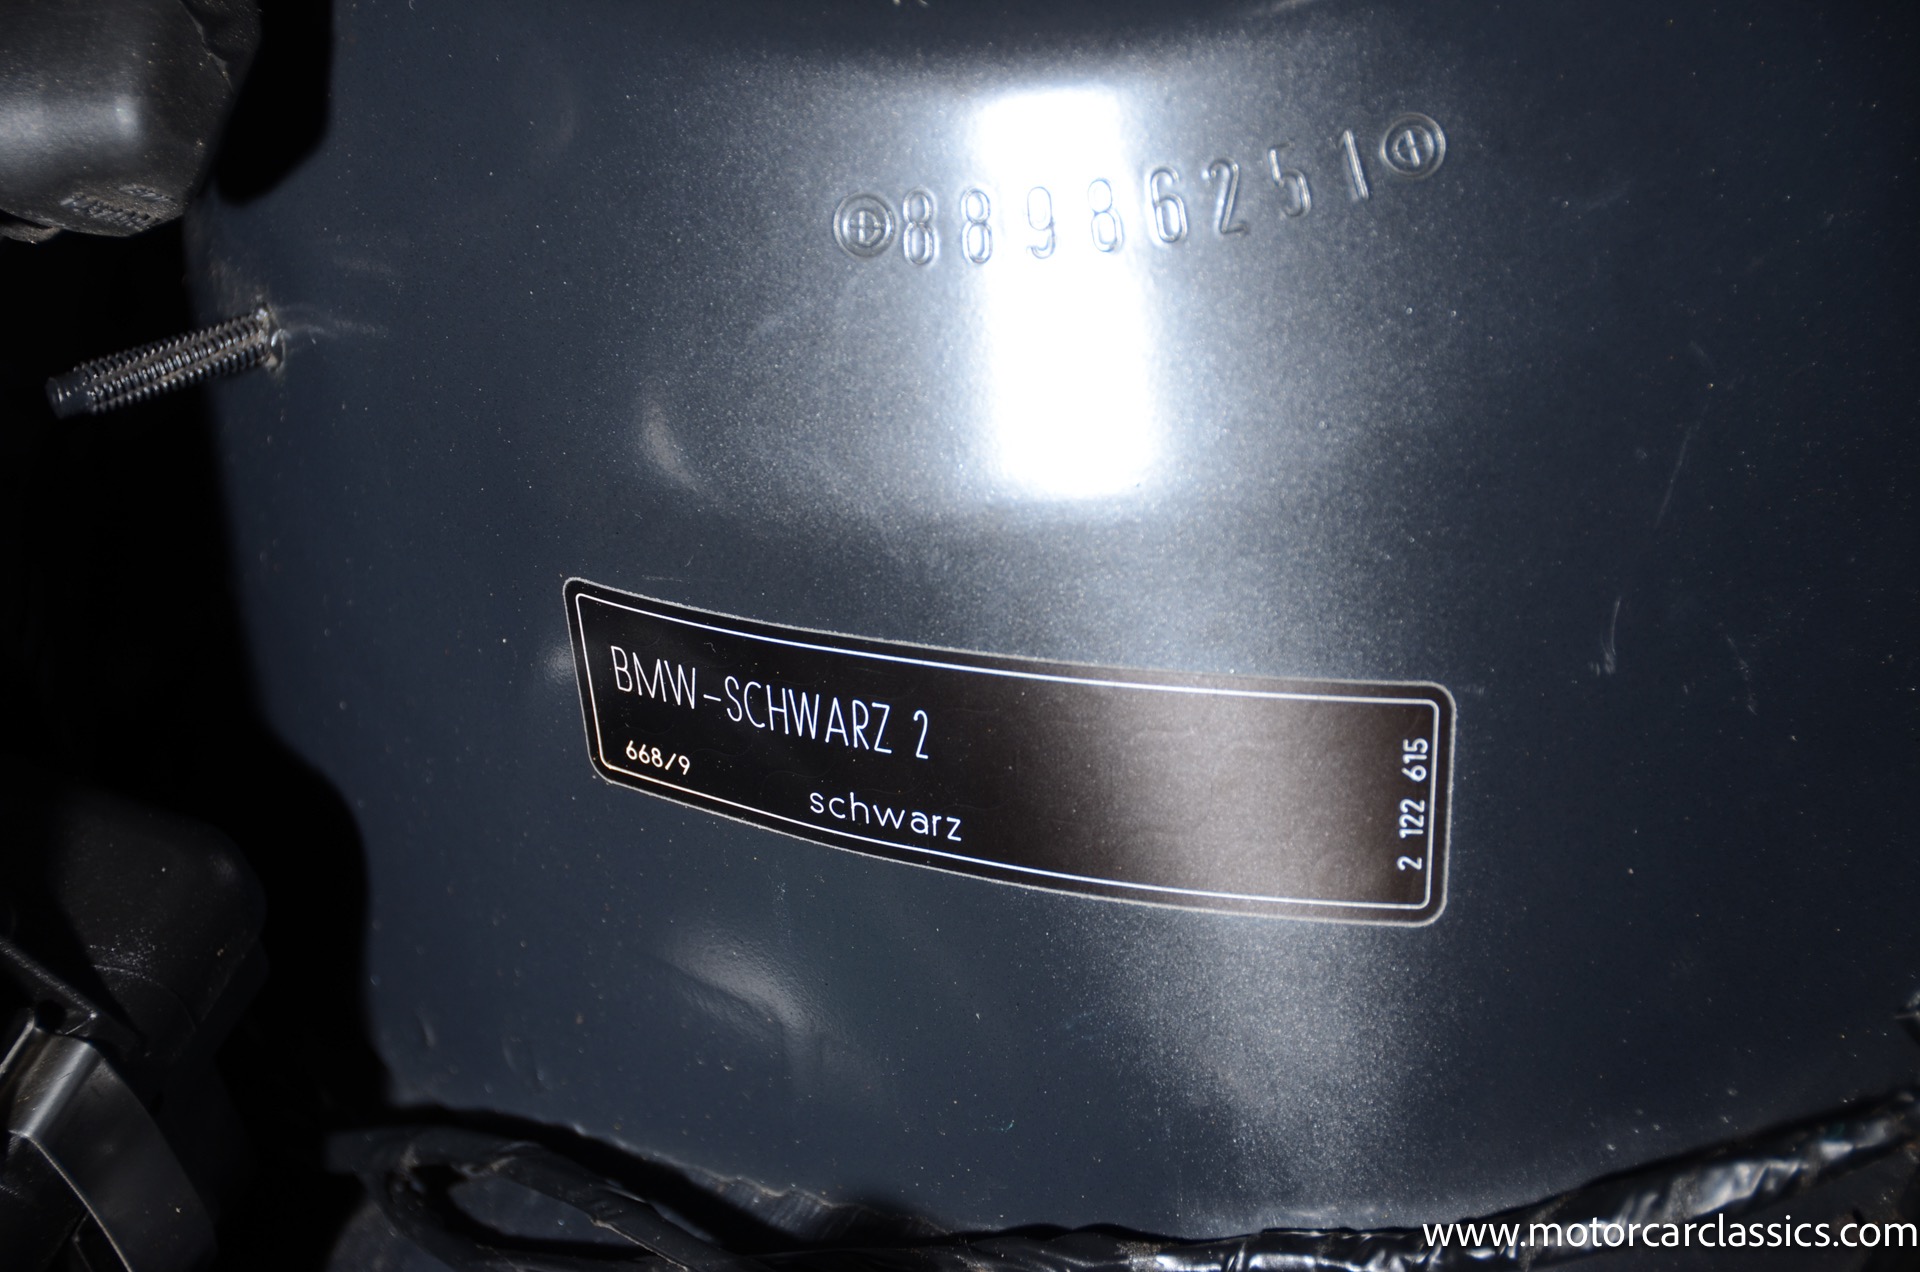 88986251
BMW-SCHWARZ 2
668/9
schwarz
2 122 615
www.motorcarclassics.com